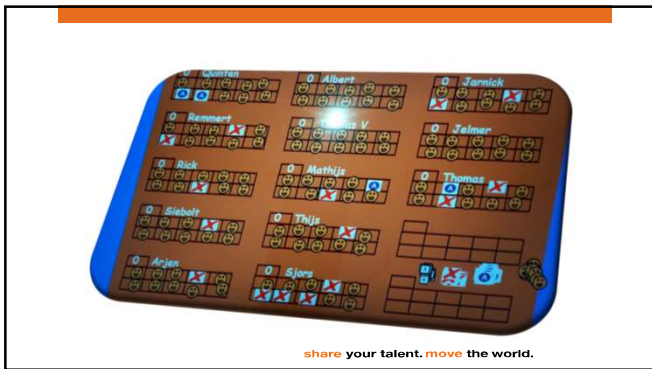 0 Quinten
0 Albert
0 Jarnick
0 Remmert
0 V
0 Jelmer
0 Rick
0 Mathijs
0 Thomas
0 Siebolt
0 Thijs
0 Arjen
0 Sjors
share your talent. move the world.